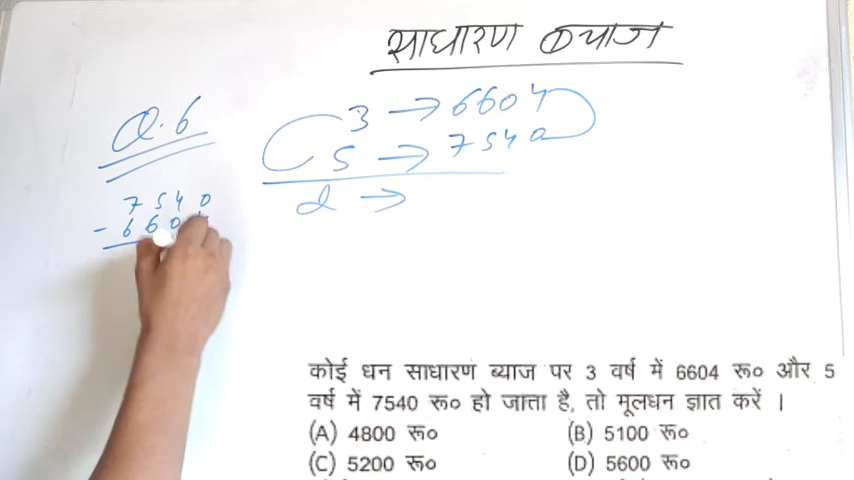 साधारण ब्याज
Q.6
3 → 6604
5 → 7540
2 →
7540
- 660
कोई धन साधारण ब्याज पर 3 वर्ष में 6604 रू० और 5
वर्ष में 7540 रू० हो जाता है, तो मूलधन ज्ञात करें ।
(A) 4800 रू० (B) 5100 रू०
(C) 5200 रू० (D) 5600 रू०